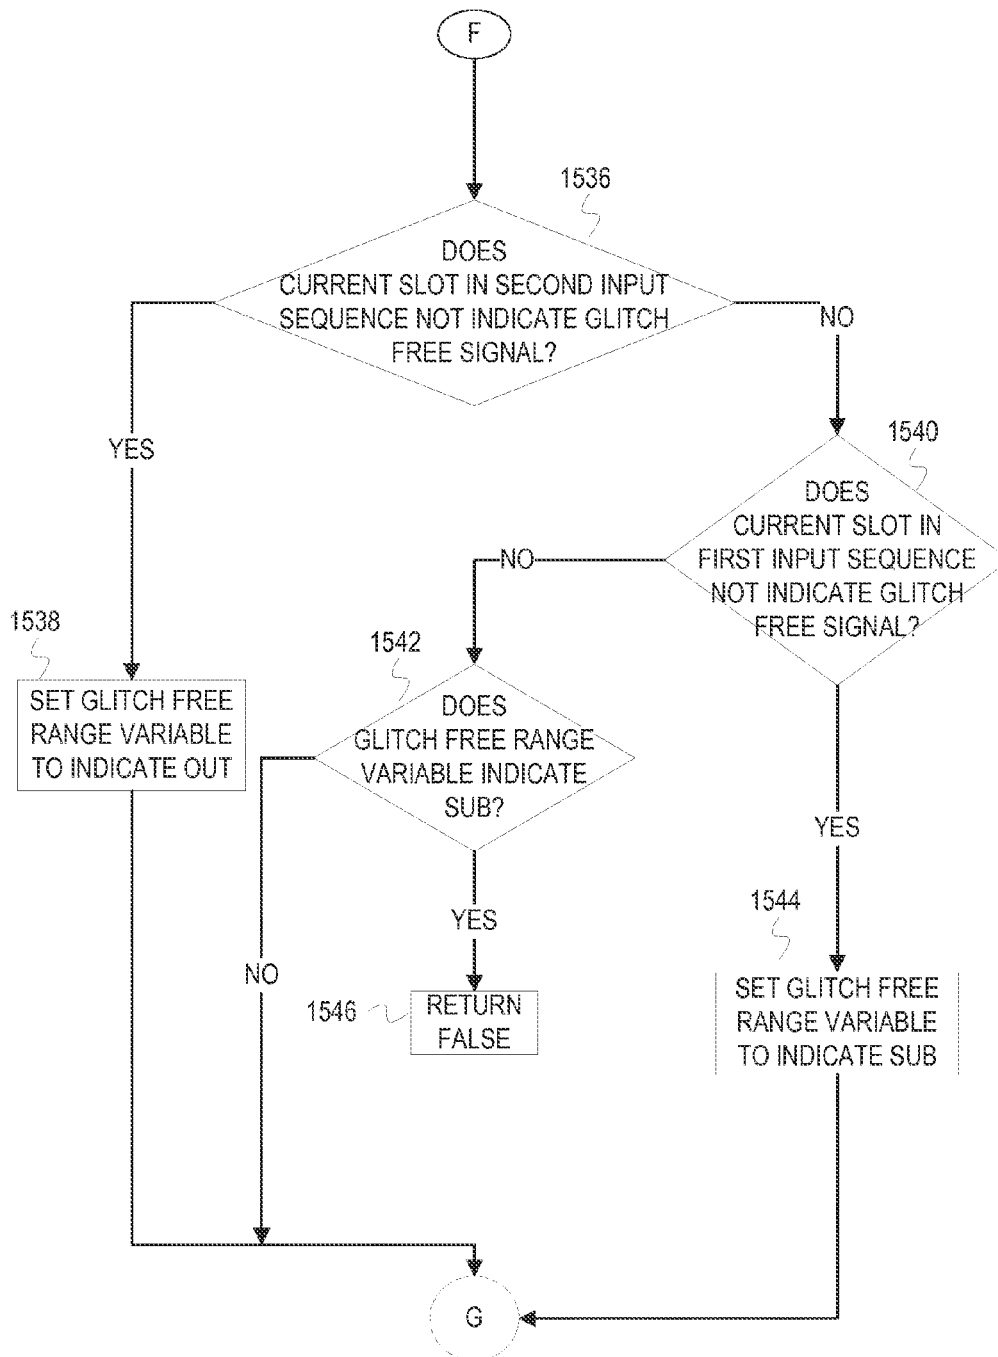 F
1536
DOES
CURRENT SLOT IN SECOND INPUT
SEQUENCE NOT INDICATE GLITCH
FREE SIGNAL?
NO
YES
1540
DOES
CURRENT SLOT IN
FIRST INPUT SEQUENCE
NOT INDICATE GLITCH
FREE SIGNAL?
NO
1538
SET GLITCH FREE
RANGE VARIABLE
TO INDICATE OUT
1542
DOES
GLITCH FREE RANGE
VARIABLE INDICATE
SUB?
YES
YES
NO
1544
SET GLITCH FREE
RANGE VARIABLE
TO INDICATE SUB
1546
RETURN
FALSE
G